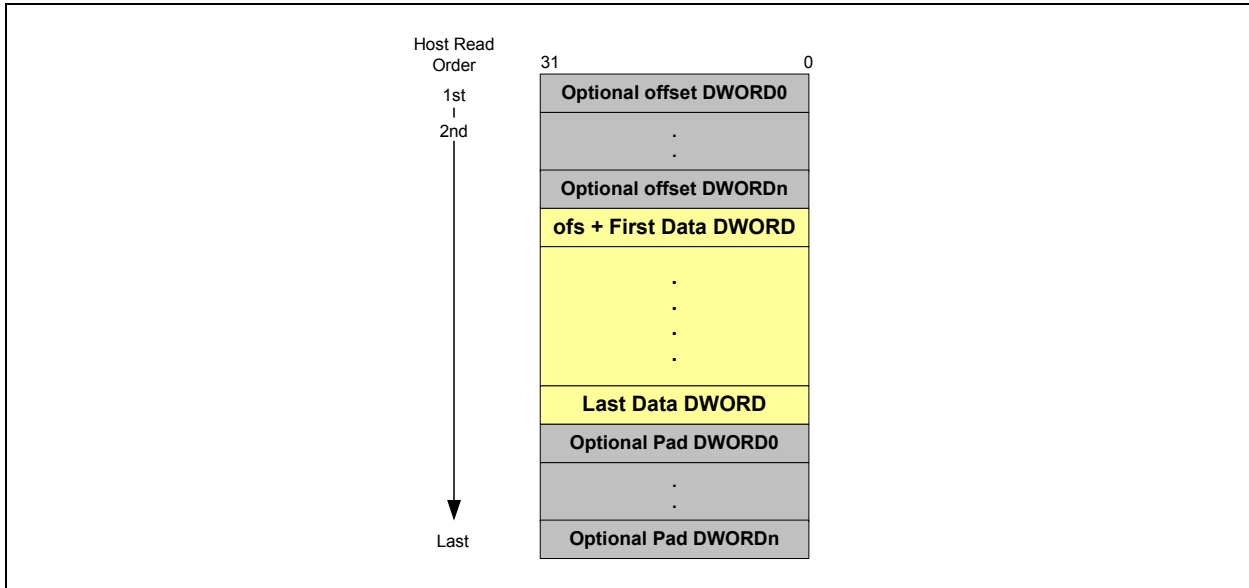 Host Read
Order
31 0
1st
2nd
Optional offset DWORD0
.
.
Optional offset DWORDn
ofs + First Data DWORD
.
.
.
.
Last Data DWORD
Optional Pad DWORD0
.
.
Optional Pad DWORDn
Last